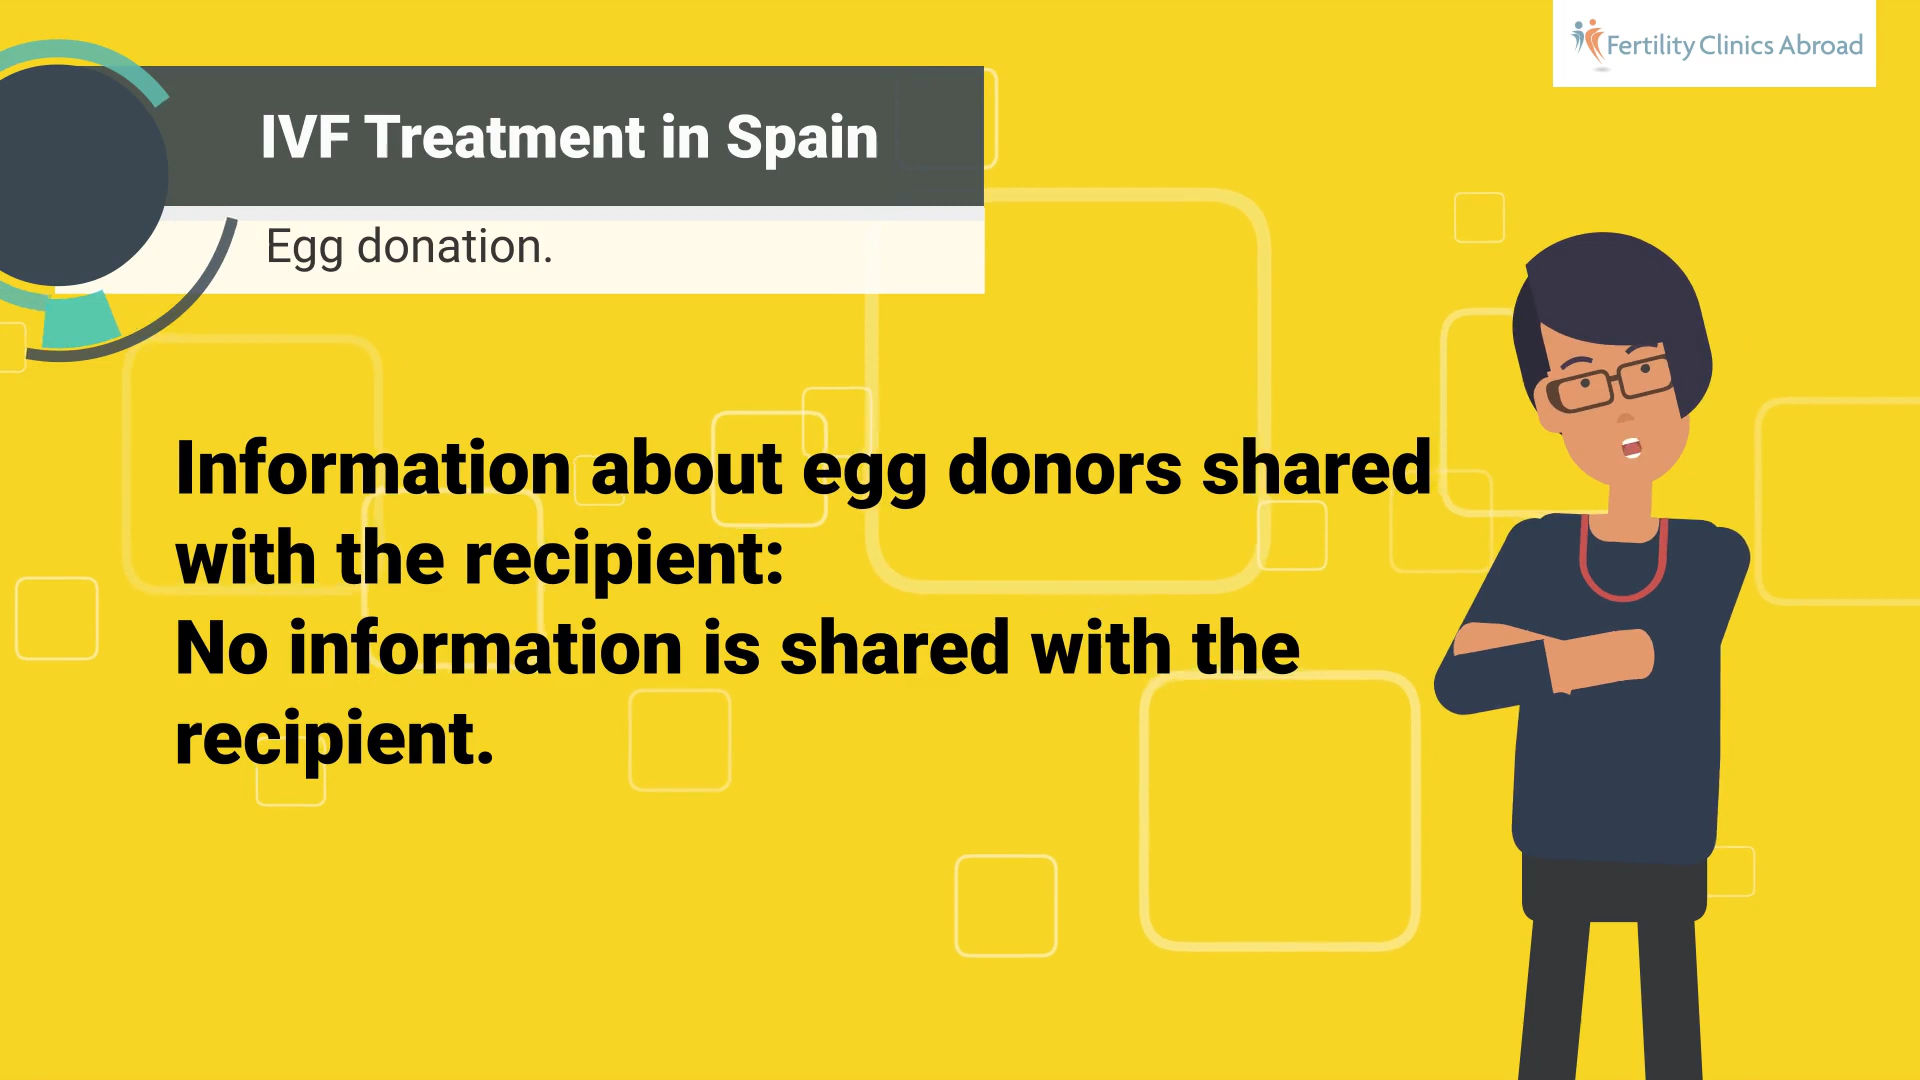 Fertility Clinics Abroad
IVF Treatment in Spain
Egg donation.
Information about egg donors shared
with the recipient:
No information is shared with the
recipient.